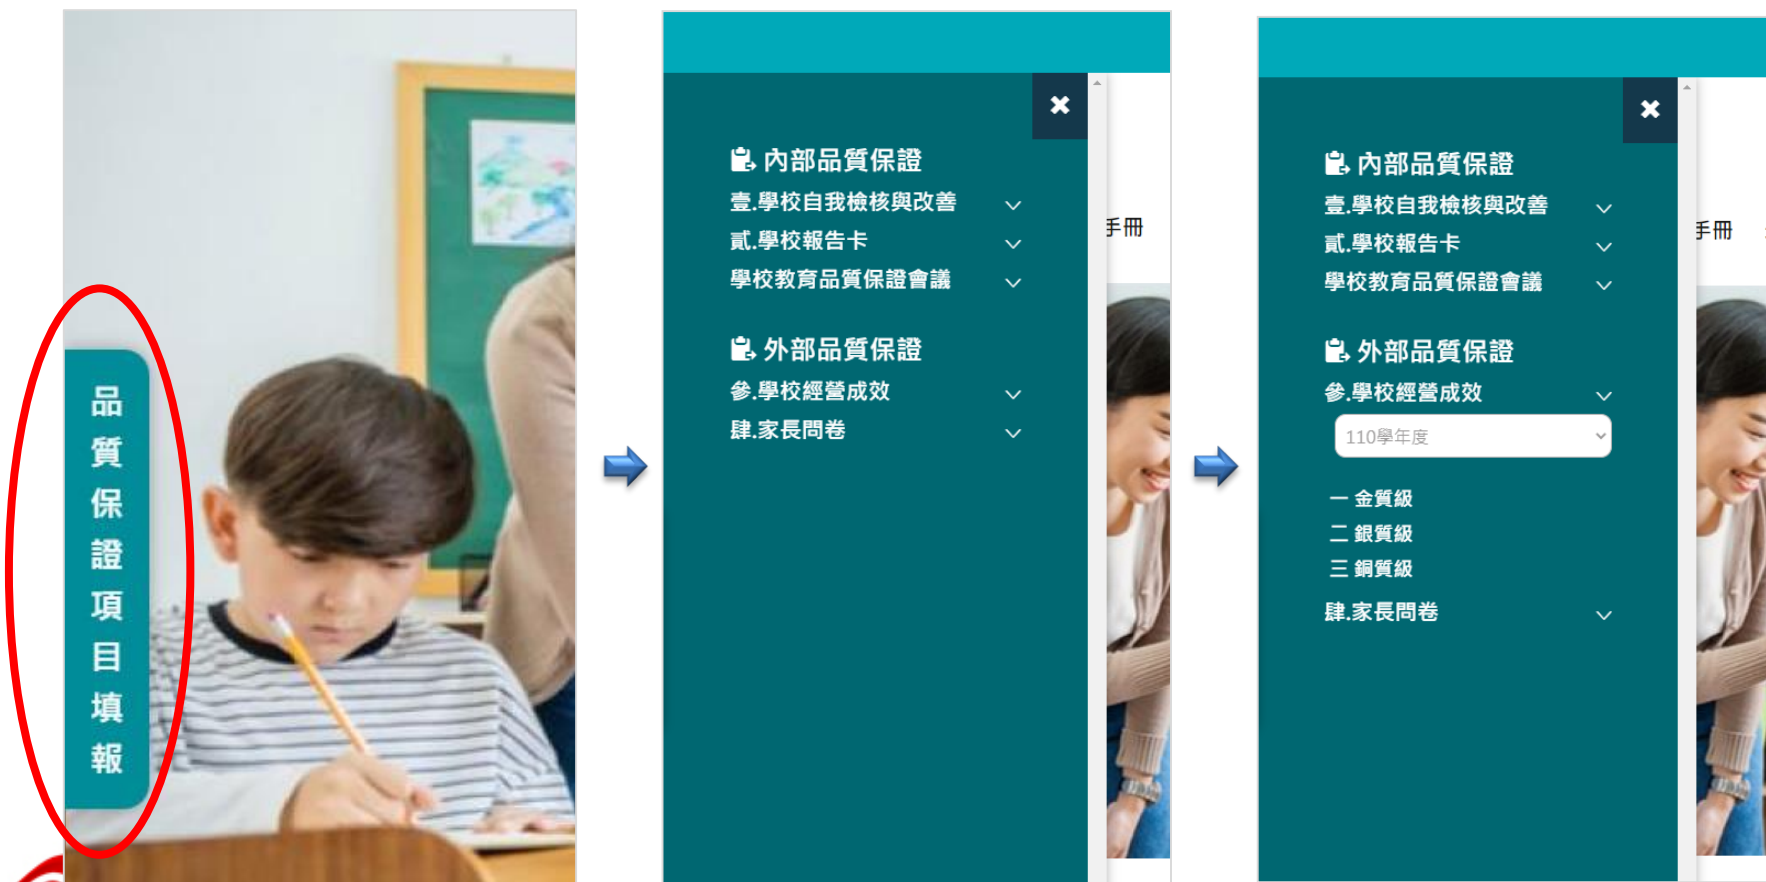 品質保證項目填報
內部品質保證
壹.學校自我檢核與改善
貳.學校報告卡
學校教育品質保證會議
外部品質保證
參.學校經營成效
肆.家長問卷
手冊
內部品質保證
壹.學校自我檢核與改善
貳.學校報告卡
學校教育品質保證會議
外部品質保證
參.學校經營成效
110學年度
一 金質級
二 銀質級
三 銅質級
肆.家長問卷
手冊